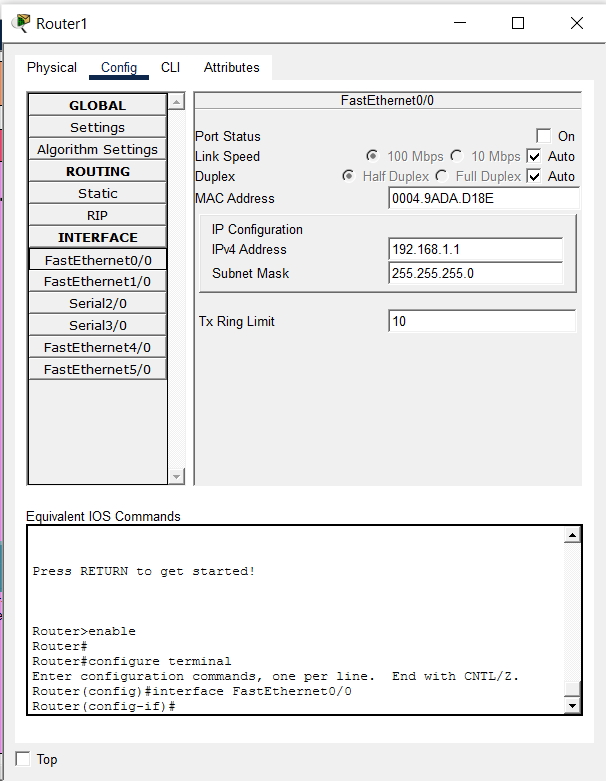 Router1
Physical Config CLI Attributes
GLOBAL
Settings
Algorithm Settings
ROUTING
Static
RIP
INTERFACE
FastEthernet0/0
FastEthernet1/0
Serial2/0
Serial3/0
FastEthernet4/0
FastEthernet5/0
FastEthernet0/0
Port Status On
Link Speed 100 Mbps 10 Mbps Auto
Duplex Half Duplex Full Duplex Auto
MAC Address 0004.9ADA.D18E
IP Configuration
IPv4 Address 192.168.1.1
Subnet Mask 255.255.255.0
Tx Ring Limit 10
Equivalent IOS Commands
Press RETURN to get started!
Router>enable
Router#
Router#configure terminal
Enter configuration commands, one per line.  End with CNTL/Z.
Router(config)#interface FastEthernet0/0
Router(config-if)#
Top